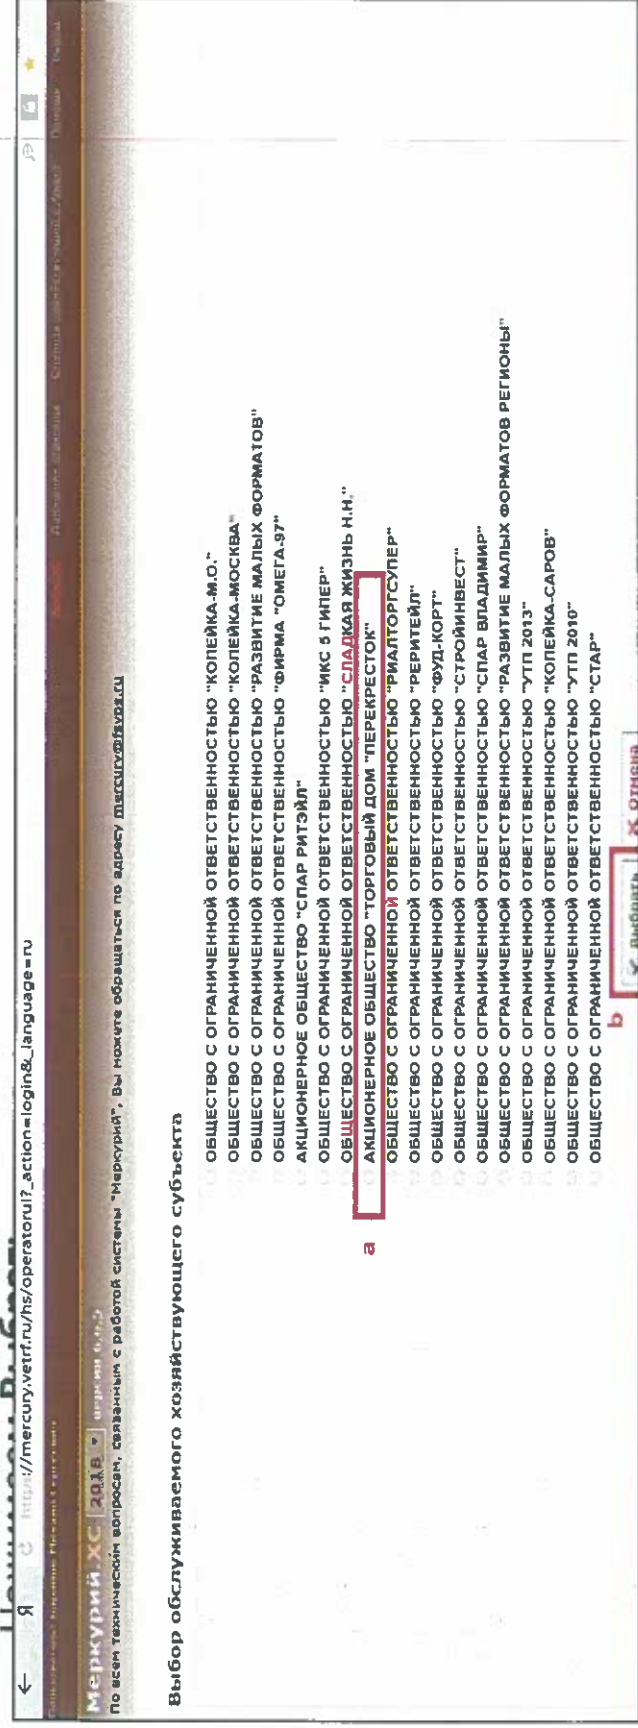 Нажимаем Выбрать
← Я https://mercury.vetrf.ru/hs/operatorui?_action=login&_language=ru
Меркурий.ХС 2018 версия 6.0.5
По всем техническим вопросам, связанным с работой системы "Меркурий", Вы можете обращаться по адресу mercury@fsvps.ru
Выбор обслуживаемого хозяйствующего субъекта
ОБЩЕСТВО С ОГРАНИЧЕННОЙ ОТВЕТСТВЕННОСТЬЮ "КОПЕЙКА-М.О."
ОБЩЕСТВО С ОГРАНИЧЕННОЙ ОТВЕТСТВЕННОСТЬЮ "КОПЕЙКА-МОСКВА"
ОБЩЕСТВО С ОГРАНИЧЕННОЙ ОТВЕТСТВЕННОСТЬЮ "РАЗВИТИЕ МАЛЫХ ФОРМАТОВ"
ОБЩЕСТВО С ОГРАНИЧЕННОЙ ОТВЕТСТВЕННОСТЬЮ "ФИРМА "ОМЕГА-97"
АКЦИОНЕРНОЕ ОБЩЕСТВО "СПАР РИТЭЙЛ"
ОБЩЕСТВО С ОГРАНИЧЕННОЙ ОТВЕТСТВЕННОСТЬЮ "ИКС 5 ГИПЕР"
ОБЩЕСТВО С ОГРАНИЧЕННОЙ ОТВЕТСТВЕННОСТЬЮ "СЛАДКАЯ ЖИЗНЬ Н.Н."
a АКЦИОНЕРНОЕ ОБЩЕСТВО "ТОРГОВЫЙ ДОМ "ПЕРЕКРЕСТОК"
ОБЩЕСТВО С ОГРАНИЧЕННОЙ ОТВЕТСТВЕННОСТЬЮ "РИАЛТОРГСУПЕР"
ОБЩЕСТВО С ОГРАНИЧЕННОЙ ОТВЕТСТВЕННОСТЬЮ "РЕРИТЕЙЛ"
ОБЩЕСТВО С ОГРАНИЧЕННОЙ ОТВЕТСТВЕННОСТЬЮ "ФУД-КОРТ"
ОБЩЕСТВО С ОГРАНИЧЕННОЙ ОТВЕТСТВЕННОСТЬЮ "СТРОЙИНВЕСТ"
ОБЩЕСТВО С ОГРАНИЧЕННОЙ ОТВЕТСТВЕННОСТЬЮ "СПАР ВЛАДИМИР"
ОБЩЕСТВО С ОГРАНИЧЕННОЙ ОТВЕТСТВЕННОСТЬЮ "РАЗВИТИЕ МАЛЫХ ФОРМАТОВ РЕГИОНЫ"
ОБЩЕСТВО С ОГРАНИЧЕННОЙ ОТВЕТСТВЕННОСТЬЮ "УТП 2013"
ОБЩЕСТВО С ОГРАНИЧЕННОЙ ОТВЕТСТВЕННОСТЬЮ "КОПЕЙКА-САРОВ"
ОБЩЕСТВО С ОГРАНИЧЕННОЙ ОТВЕТСТВЕННОСТЬЮ "УТП 2010"
ОБЩЕСТВО С ОГРАНИЧЕННОЙ ОТВЕТСТВЕННОСТЬЮ "СТАР"
b Выбрать Отмена